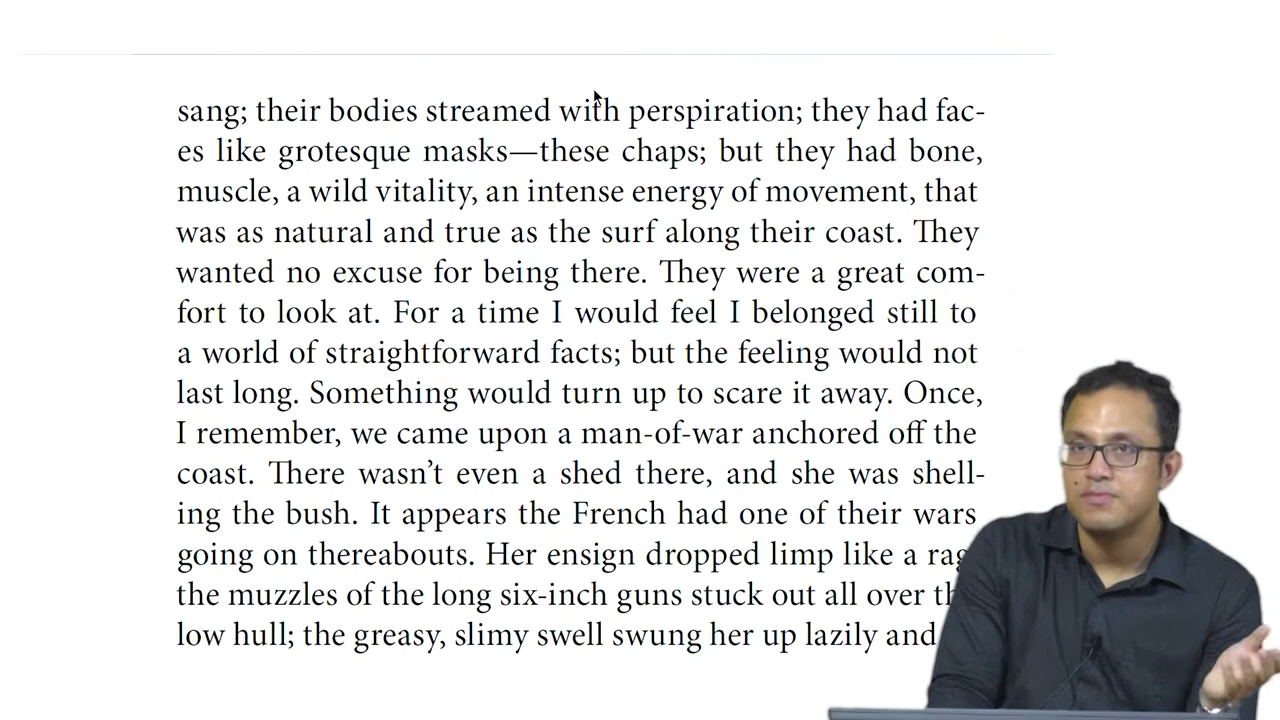 sang; their bodies streamed with perspiration; they had fac-
es like grotesque masks—these chaps; but they had bone,
muscle, a wild vitality, an intense energy of movement, that
was as natural and true as the surf along their coast. They
wanted no excuse for being there. They were a great com-
fort to look at. For a time I would feel I belonged still to
a world of straightforward facts; but the feeling would not
last long. Something would turn up to scare it away. Once,
I remember, we came upon a man-of-war anchored off the
coast. There wasn’t even a shed there, and she was shell-
ing the bush. It appears the French had one of their wars
going on thereabouts. Her ensign dropped limp like a
the muzzles of the long six-inch guns stuck out all over
low hull; the greasy, slimy swell swung her up lazily and